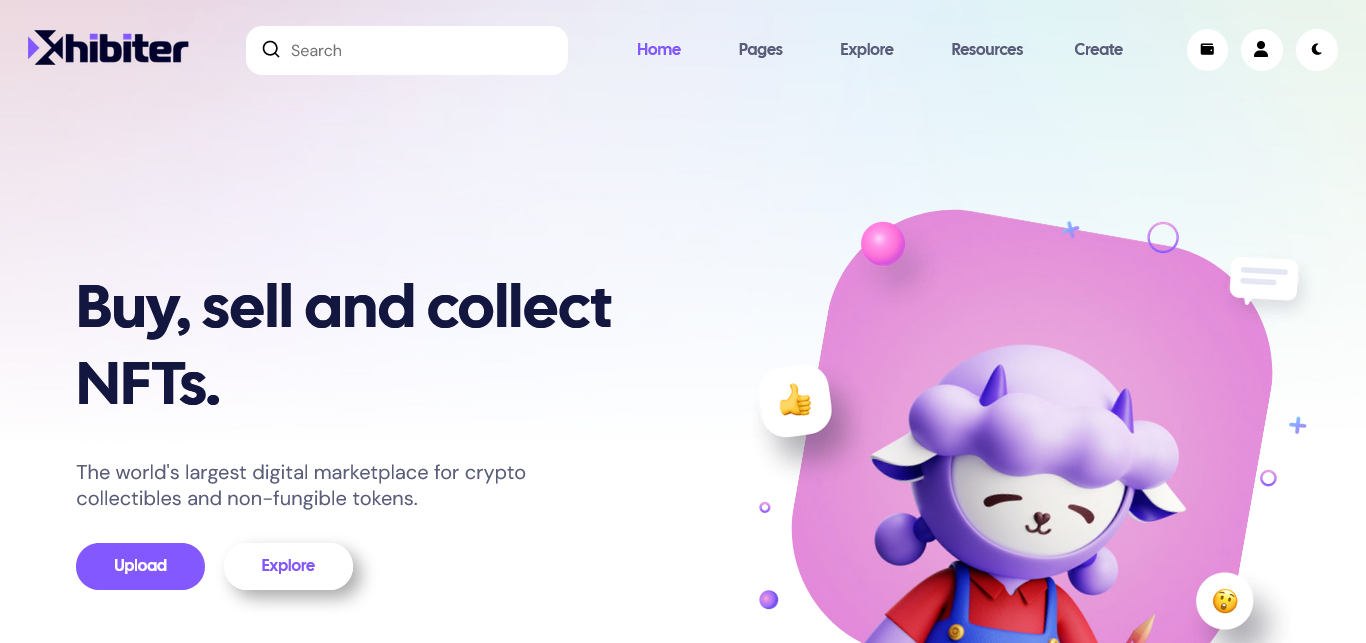 Xhibiter
Search
Home
Pages
Explore
Resources
Create
Buy, sell and collect
NFTs.
The world's largest digital marketplace for crypto
collectibles and non-fungible tokens.
Upload
Explore